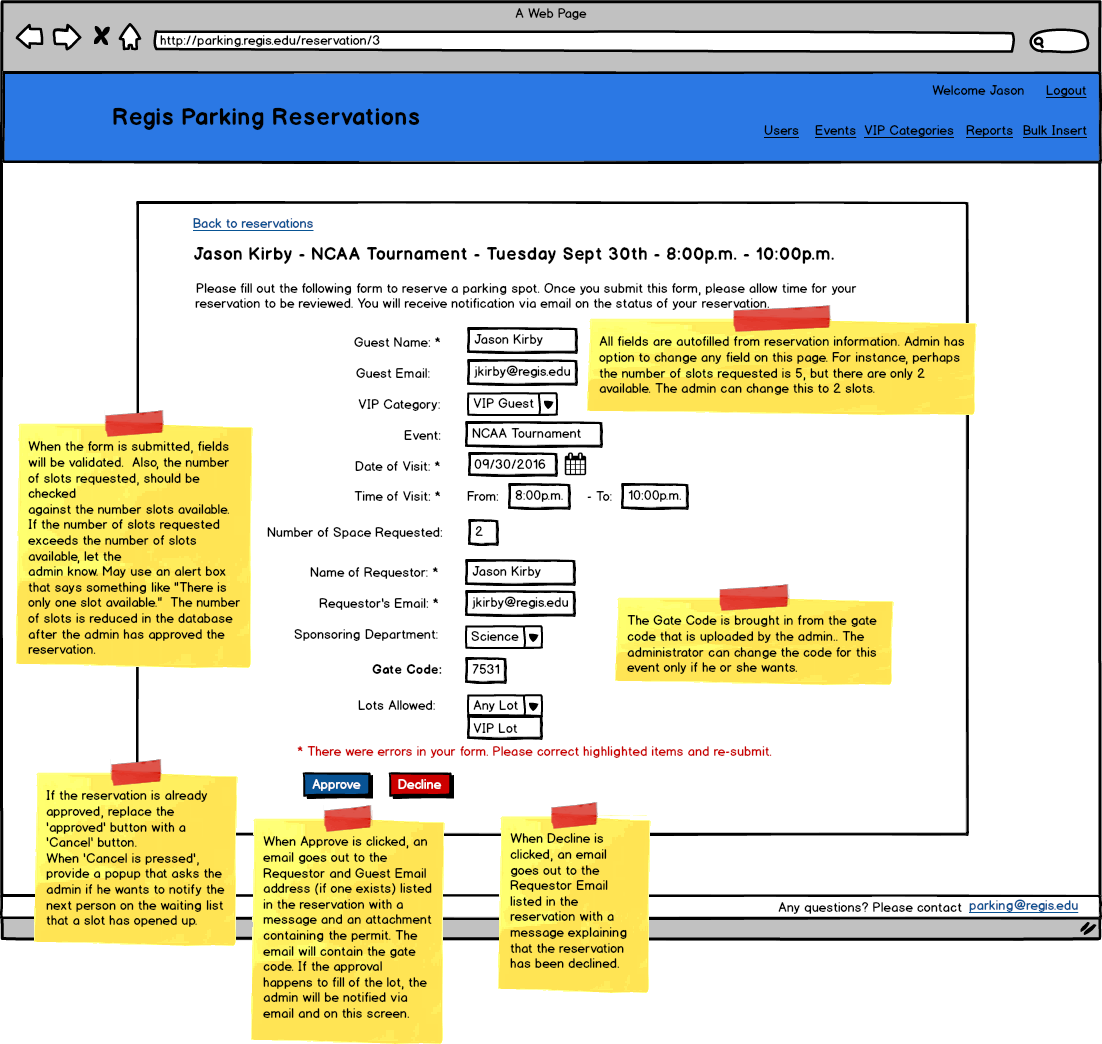 A Web Page
http://parking.regis.edu/reservation/3
Welcome Jason Logout
Regis Parking Reservations
Users Events VIP Categories Reports Bulk Insert
Back to reservations
Jason Kirby - NCAA Tournament - Tuesday Sept 30th - 8:00p.m. - 10:00p.m.
Please fill out the following form to reserve a parking spot. Once you submit this form, please allow time for your
reservation to be reviewed. You will receive notification via email on the status of your reservation.
Guest Name: * Jason Kirby
Guest Email: jkirby@regis.edu
VIP Category: VIP Guest
Event: NCAA Tournament
Date of Visit: * 09/30/2016
Time of Visit: * From: 8:00p.m. - To: 10:00p.m.
Number of Space Requested: 2
Name of Requestor: * Jason Kirby
Requestor's Email: * jkirby@regis.edu
Sponsoring Department: Science
Gate Code: 7531
Lots Allowed: Any Lot
VIP Lot
* There were errors in your form. Please correct highlighted items and re-submit.
Approve Decline
All fields are autofilled from reservation information. Admin has
option to change any field on this page. For instance, perhaps
the number of slots requested is 5, but there are only 2
available. The admin can change this to 2 slots.
When the form is submitted, fields
will be validated. Also, the number
of slots requested, should be
checked
against the number slots available.
If the number of slots requested
exceeds the number of slots
available, let the
admin know. May use an alert box
that says something like "There is
only one slot available." The number
of slots is reduced in the database
after the admin has approved the
reservation.
The Gate Code is brought in from the gate
code that is uploaded by the admin.. The
administrator can change the code for this
event only if he or she wants.
If the reservation is already
approved, replace the
'approved' button with a
'Cancel' button.
When 'Cancel is pressed',
provide a popup that asks the
admin if he wants to notify the
next person on the waiting list
that a slot has opened up.
When Approve is clicked, an
email goes out to the
Requestor and Guest Email
address (if one exists) listed
in the reservation with a
message and an attachment
containing the permit. The
email will contain the gate
code. If the approval
happens to fill of the lot, the
admin will be notified via
email and on this screen.
When Decline is
clicked, an email
goes out to the
Requestor Email
listed in the
reservation with a
message explaining
that the reservation
has been declined.
Any questions? Please contact parking@regis.edu